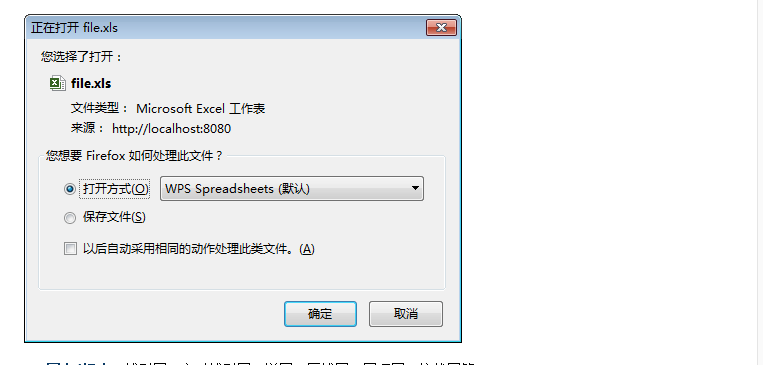 正在打开 file.xls
您选择了打开：
file.xls
文件类型： Microsoft Excel 工作表
来源： http://localhost:8080
您想要 Firefox 如何处理此文件？
打开方式(O) WPS Spreadsheets (默认)
保存文件(S)
以后自动采用相同的动作处理此类文件。(A)
确定 取消